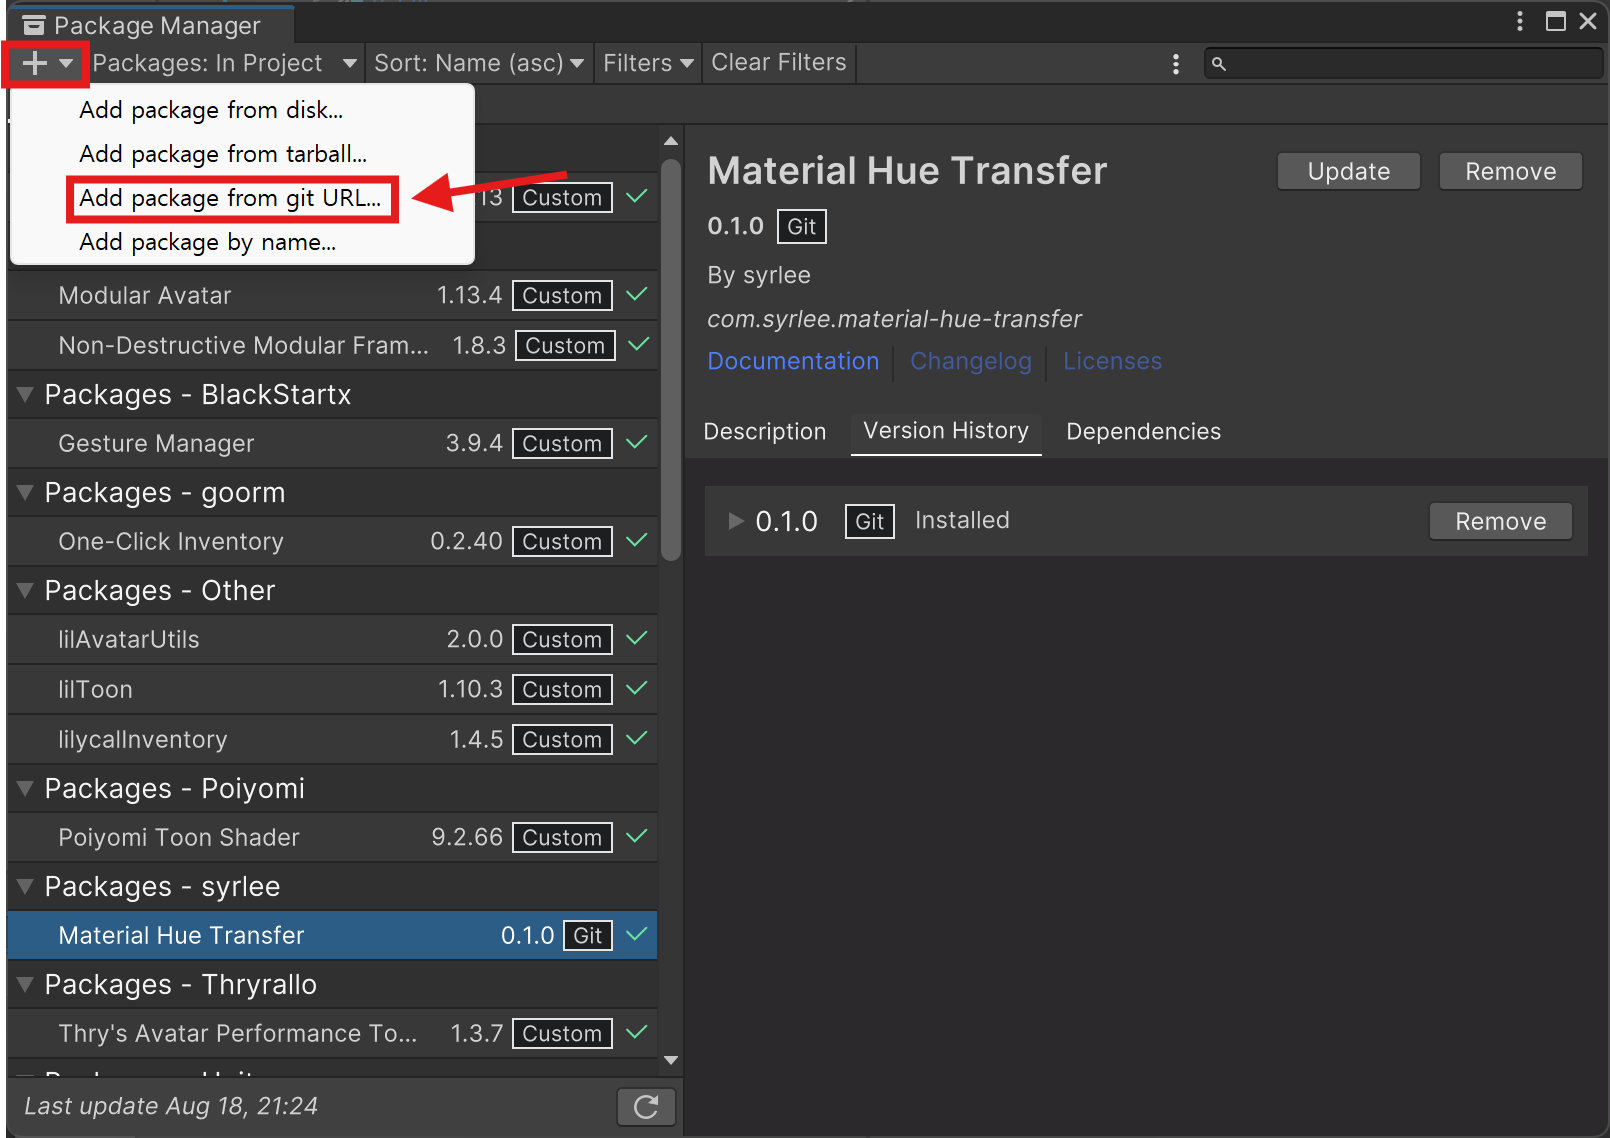 Package Manager
Packages: In Project
Sort: Name (asc)
Filters
Clear Filters
Add package from disk...
Add package from tarball...
Add package from git URL...
Add package by name...
13 Custom
Modular Avatar 1.13.4 Custom
Non-Destructive Modular Fram... 1.8.3 Custom
Packages - BlackStartx
Gesture Manager 3.9.4 Custom
Packages - goorm
One-Click Inventory 0.2.40 Custom
Packages - Other
lilAvatarUtils 2.0.0 Custom
lilToon 1.10.3 Custom
lilycalInventory 1.4.5 Custom
Packages - Poiyomi
Poiyomi Toon Shader 9.2.66 Custom
Packages - syrlee
Material Hue Transfer 0.1.0 Git
Packages - Thryrallo
Thry's Avatar Performance To... 1.3.7 Custom
Last update Aug 18, 21:24
Material Hue Transfer
Update
Remove
0.1.0 Git
By syrlee
com.syrlee.material-hue-transfer
Documentation
Changelog
Licenses
Description
Version History
Dependencies
0.1.0 Git Installed
Remove